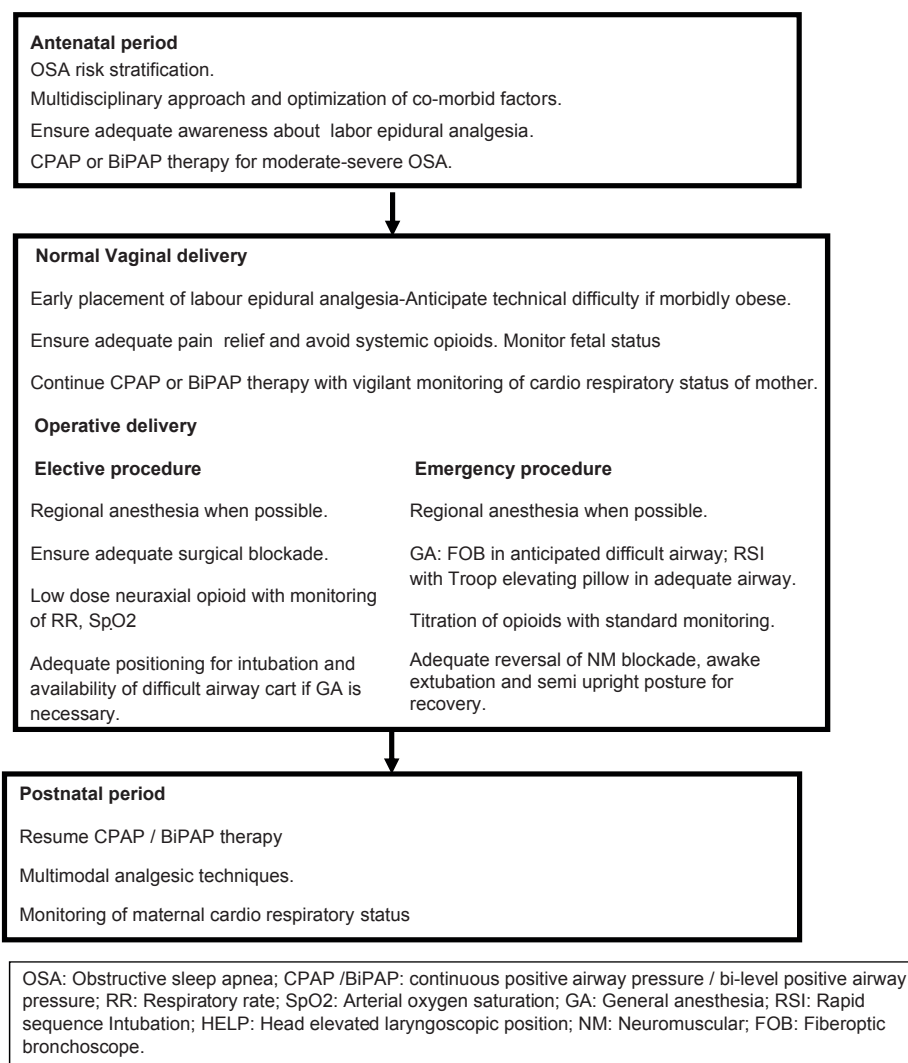 Antenatal period
OSA risk stratification.
Multidisciplinary approach and optimization of co-morbid factors.
Ensure adequate awareness about labor epidural analgesia.
CPAP or BiPAP therapy for moderate-severe OSA.
Normal Vaginal delivery
Early placement of labour epidural analgesia-Anticipate technical difficulty if morbidly obese.
Ensure adequate pain relief and avoid systemic opioids. Monitor fetal status
Continue CPAP or BiPAP therapy with vigilant monitoring of cardio respiratory status of mother.
Operative delivery
Elective procedure
Regional anesthesia when possible.
Ensure adequate surgical blockade.
Low dose neuraxial opioid with monitoring
of RR, SpO2
Adequate positioning for intubation and
availability of difficult airway cart if GA is
necessary.
Emergency procedure
Regional anesthesia when possible.
GA: FOB in anticipated difficult airway; RSI
with Troop elevating pillow in adequate airway.
Titration of opioids with standard monitoring.
Adequate reversal of NM blockade, awake
extubation and semi upright posture for
recovery.
Postnatal period
Resume CPAP / BiPAP therapy
Multimodal analgesic techniques.
Monitoring of maternal cardio respiratory status
OSA: Obstructive sleep apnea; CPAP /BiPAP: continuous positive airway pressure / bi-level positive airway
pressure; RR: Respiratory rate; SpO2: Arterial oxygen saturation; GA: General anesthesia; RSI: Rapid
sequence Intubation; HELP: Head elevated laryngoscopic position; NM: Neuromuscular; FOB: Fiberoptic
bronchoscope.